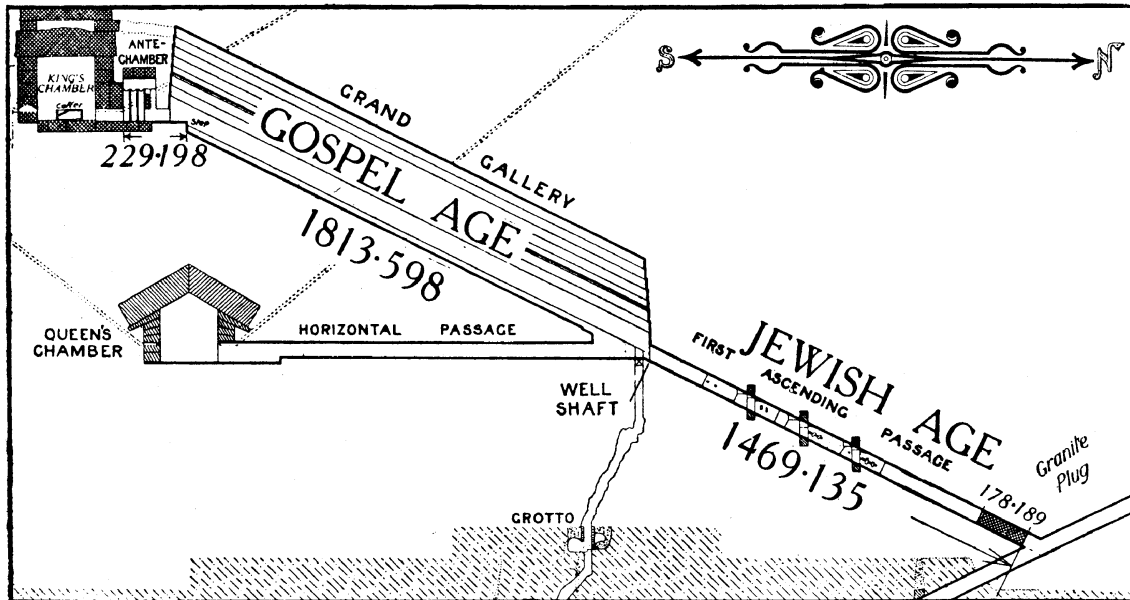 ANTE-
CHAMBER
KING'S
CHAMBER
Coffer
Step
229·198
S
N
GRAND
GALLERY
GOSPEL AGE
1813·598
QUEEN'S
CHAMBER
HORIZONTAL PASSAGE
WELL
SHAFT
FIRST
ASCENDING
PASSAGE
JEWISH AGE
1469·135
Granite
Plug
178·189
GROTTO